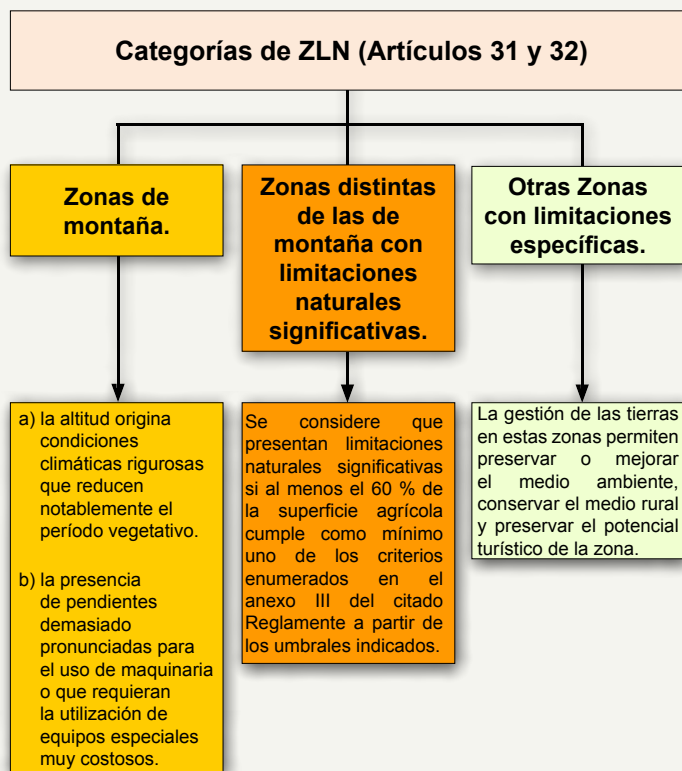 Categorías de ZLN (Artículos 31 y 32)
Zonas de
montaña.
Zonas distintas
de las de
montaña con
limitaciones
naturales
significativas.
Otras Zonas
con limitaciones
específicas.
a) la altitud origina
condiciones
climáticas rigurosas
que reducen
notablemente el
período vegetativo.
b) la presencia
de pendientes
demasiado
pronunciadas para
el uso de maquinaria
o que requieran
la utilización de
equipos especiales
muy costosos.
Se considere que
presentan limitaciones
naturales significativas
si al menos el 60 % de
la superficie agrícola
cumple como mínimo
uno de los criterios
enumerados en el
anexo III del citado
Reglamente a partir de
los umbrales indicados.
La gestión de las tierras
en estas zonas permiten
preservar o mejorar
el medio ambiente,
conservar el medio rural
y preservar el potencial
turístico de la zona.